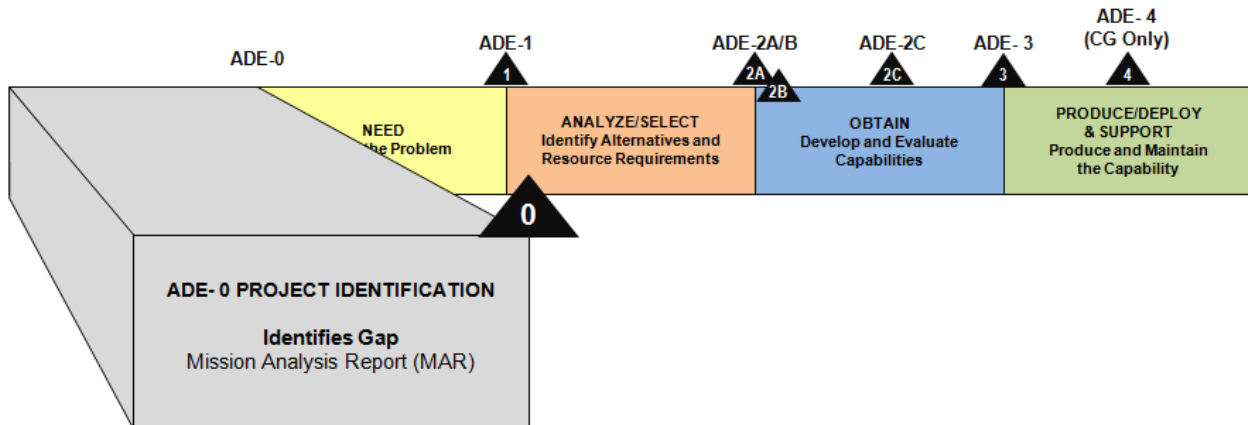 ADE-0
ADE-1
ADE-2A/B
ADE-2C
ADE- 3
ADE- 4
(CG Only)
1
2A
2B
2C
3
4
NEED
the Problem
ANALYZE/SELECT
Identify Alternatives and
Resource Requirements
OBTAIN
Develop and Evaluate
Capabilities
PRODUCE/DEPLOY
& SUPPORT
Produce and Maintain
the Capability
0
ADE- 0 PROJECT IDENTIFICATION
Identifies Gap
Mission Analysis Report (MAR)